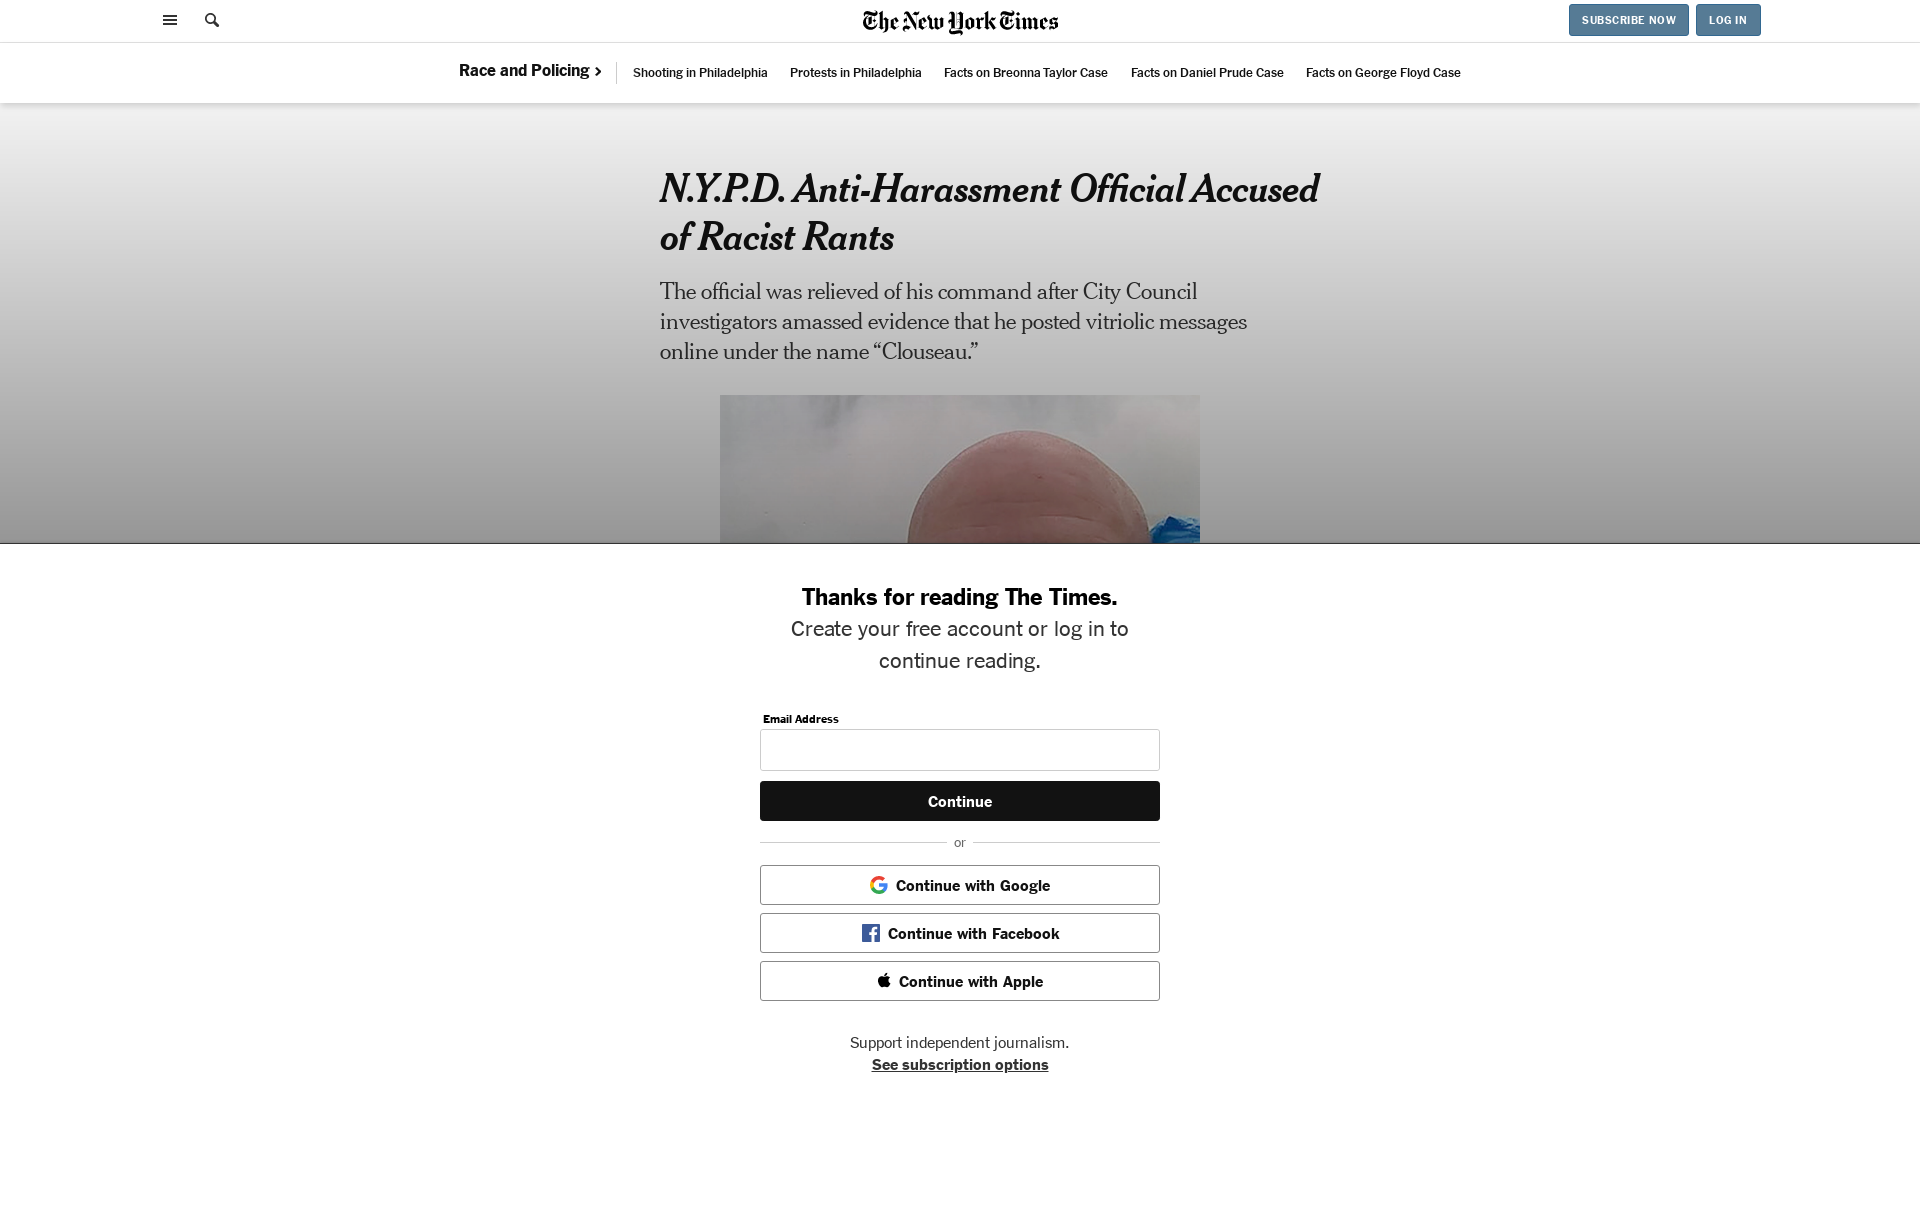 The New York Times
SUBSCRIBE NOW
LOG IN
Race and Policing
Shooting in Philadelphia
Protests in Philadelphia
Facts on Breonna Taylor Case
Facts on Daniel Prude Case
Facts on George Floyd Case
N.Y.P.D. Anti-Harassment Official Accused
of Racist Rants
The official was relieved of his command after City Council
investigators amassed evidence that he posted vitriolic messages
online under the name “Clouseau.”
Thanks for reading The Times.
Create your free account or log in to
continue reading.
Email Address
Continue
or
Continue with Google
Continue with Facebook
Continue with Apple
Support independent journalism.
See subscription options